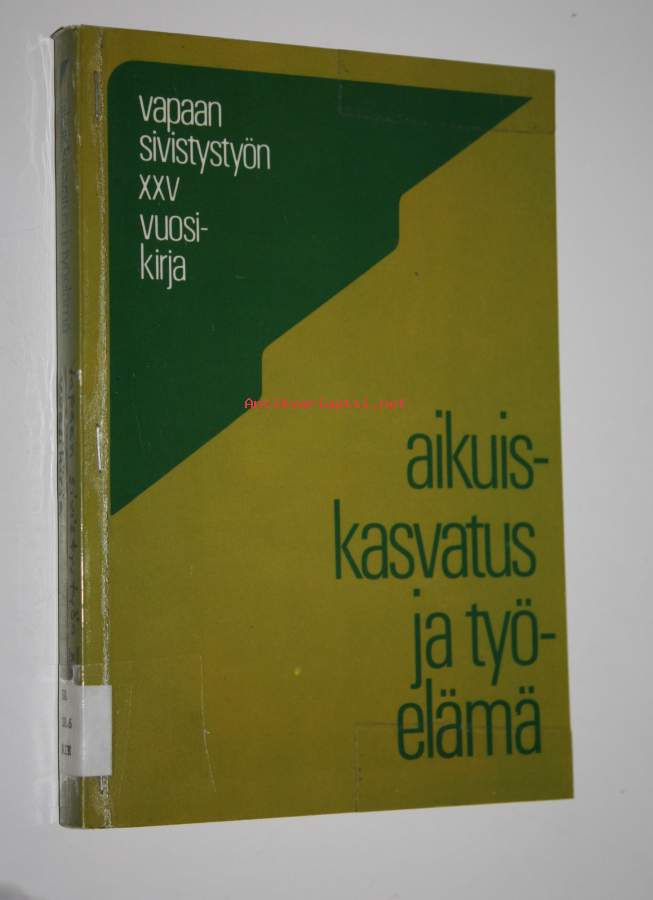 vapaan
sivistystyön
xxv
vuosi-
kirja
Antikvariaatti.net
aikuis-
kasvatus
ja työ-
elämä